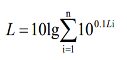 L = 10lg∑_{i=1}^{n} 10^{0.1Li}